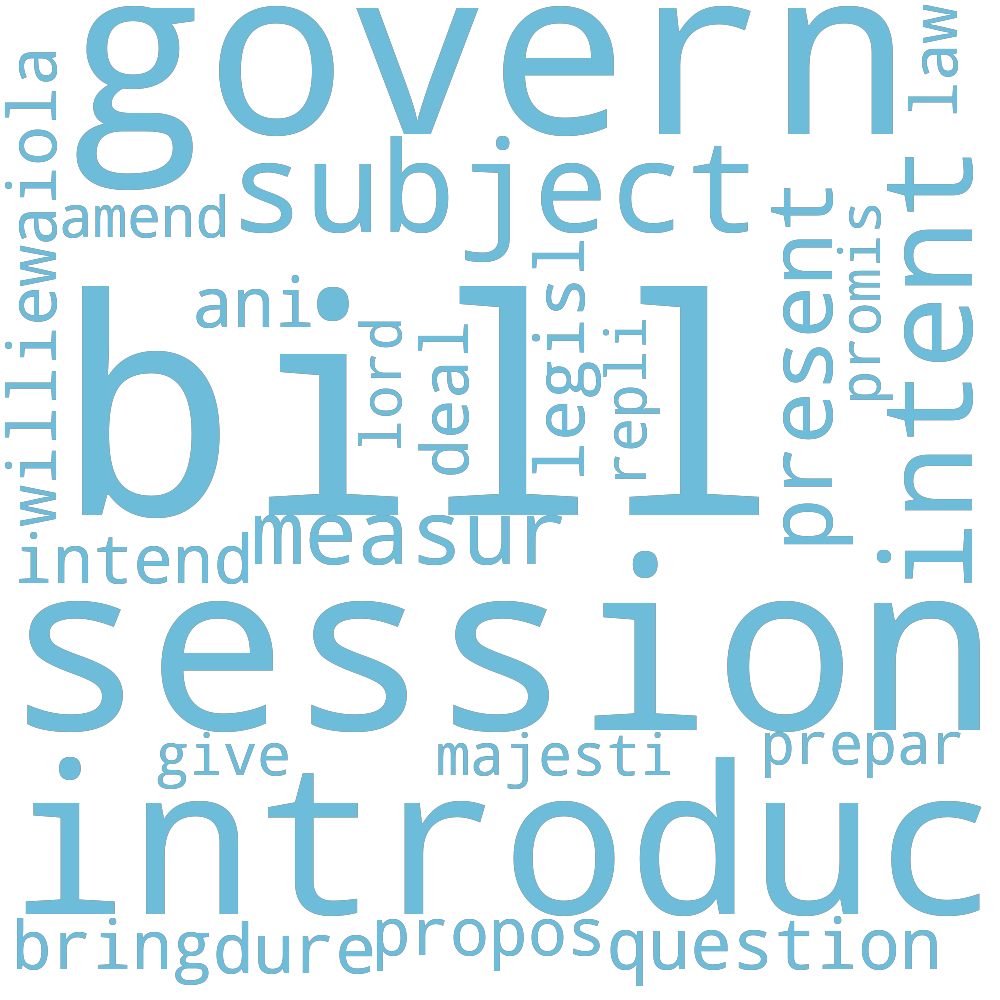 govern
law
williewaiola
subject
amend
present
promis
intent
ani
bill
lord
deal
legisl
repli
measur
intend
session
give
majesti
prepar
introduc
bring
dure
propos
question